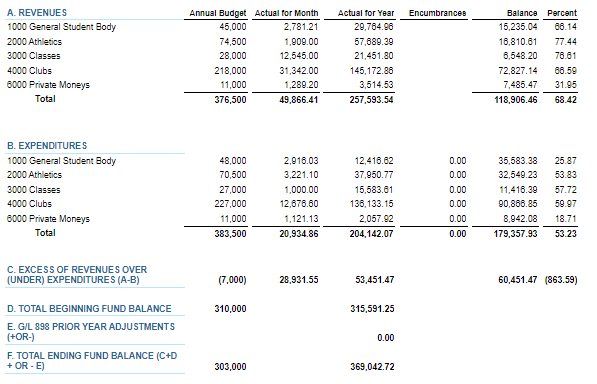 A. REVENUES Annual Budget Actual for Month Actual for Year Encumbrances Balance Percent
1000 General Student Body 45,000 2,781.21 29,764.96 15,235.04 66.14
2000 Athletics 74,500 1,909.00 57,689.39 16,810.61 77.44
3000 Classes 28,000 12,545.00 21,451.80 6,548.20 76.61
4000 Clubs 218,000 31,342.00 145,172.86 72,827.14 66.59
6000 Private Moneys 11,000 1,289.20 3,514.53 7,485.47 31.95
Total 376,500 49,866.41 257,593.54 118,906.46 68.42
B. EXPENDITURES
1000 General Student Body 48,000 2,916.03 12,416.62 0.00 35,583.38 25.87
2000 Athletics 70,500 3,221.10 37,950.77 0.00 32,549.23 53.83
3000 Classes 27,000 1,000.00 15,583.61 0.00 11,416.39 57.72
4000 Clubs 227,000 12,676.60 136,133.15 0.00 90,866.85 59.97
6000 Private Moneys 11,000 1,121.13 2,057.92 0.00 8,942.08 18.71
Total 383,500 20,934.86 204,142.07 0.00 179,357.93 53.23
C. EXCESS OF REVENUES OVER
(UNDER) EXPENDITURES (A-B) (7,000) 28,931.55 53,451.47 60,451.47 (863.59)
D. TOTAL BEGINNING FUND BALANCE 310,000 315,591.25
E. G/L 898 PRIOR YEAR ADJUSTMENTS
(+OR-) 0.00
F. TOTAL ENDING FUND BALANCE (C+D
+ OR - E) 303,000 369,042.72